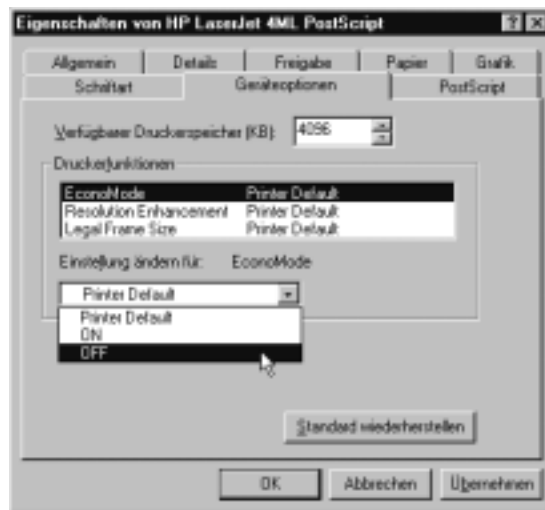 Eigenschaften von HP LaserJet 4ML PostScript
Allgemein Details Freigabe Papier Grafik
Schriftart Geräteoptionen PostScript
Verfügbarer Druckerspeicher (KB): 4096
Druckerfunktionen
EconoMode Printer Default
Resolution Enhancement Printer Default
Legal Frame Size Printer Default
Einstellung ändern für: EconoMode
Printer Default
Printer Default
ON
OFF
Standard wiederherstellen
OK Abbrechen Übernehmen